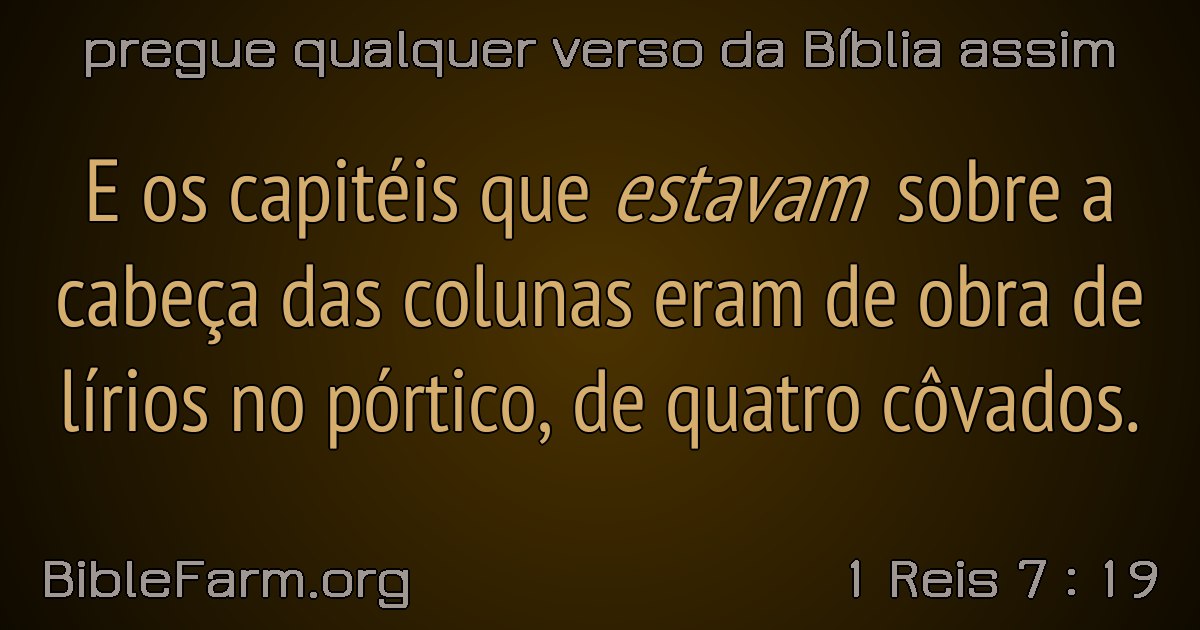 pregue qualquer verso da Bíblia assim
E os capitéis que estavam sobre a
cabeça das colunas eram de obra de
lírios no pórtico, de quatro côvados.
BibleFarm.org
1 Reis 7 : 19